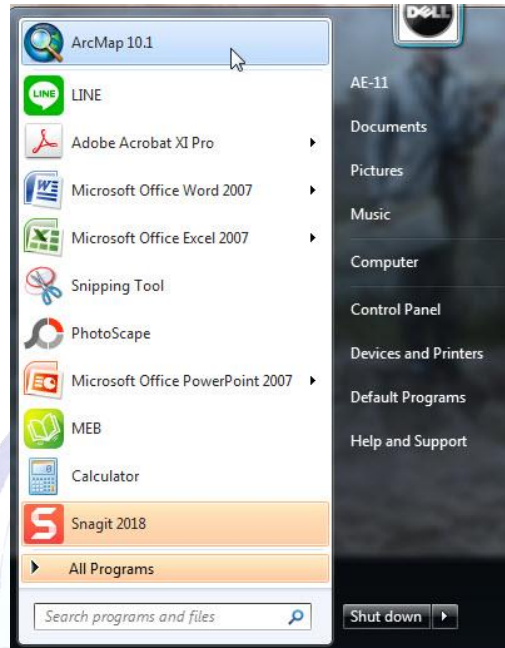 ArcMap 10.1
LINE
LINE
Adobe Acrobat XI Pro
Microsoft Office Word 2007
Microsoft Office Excel 2007
Snipping Tool
PhotoScape
Microsoft Office PowerPoint 2007
MEB
Calculator
Snagit 2018
All Programs
Search programs and files
DELL
AE-11
Documents
Pictures
Music
Computer
Control Panel
Devices and Printers
Default Programs
Help and Support
Shut down